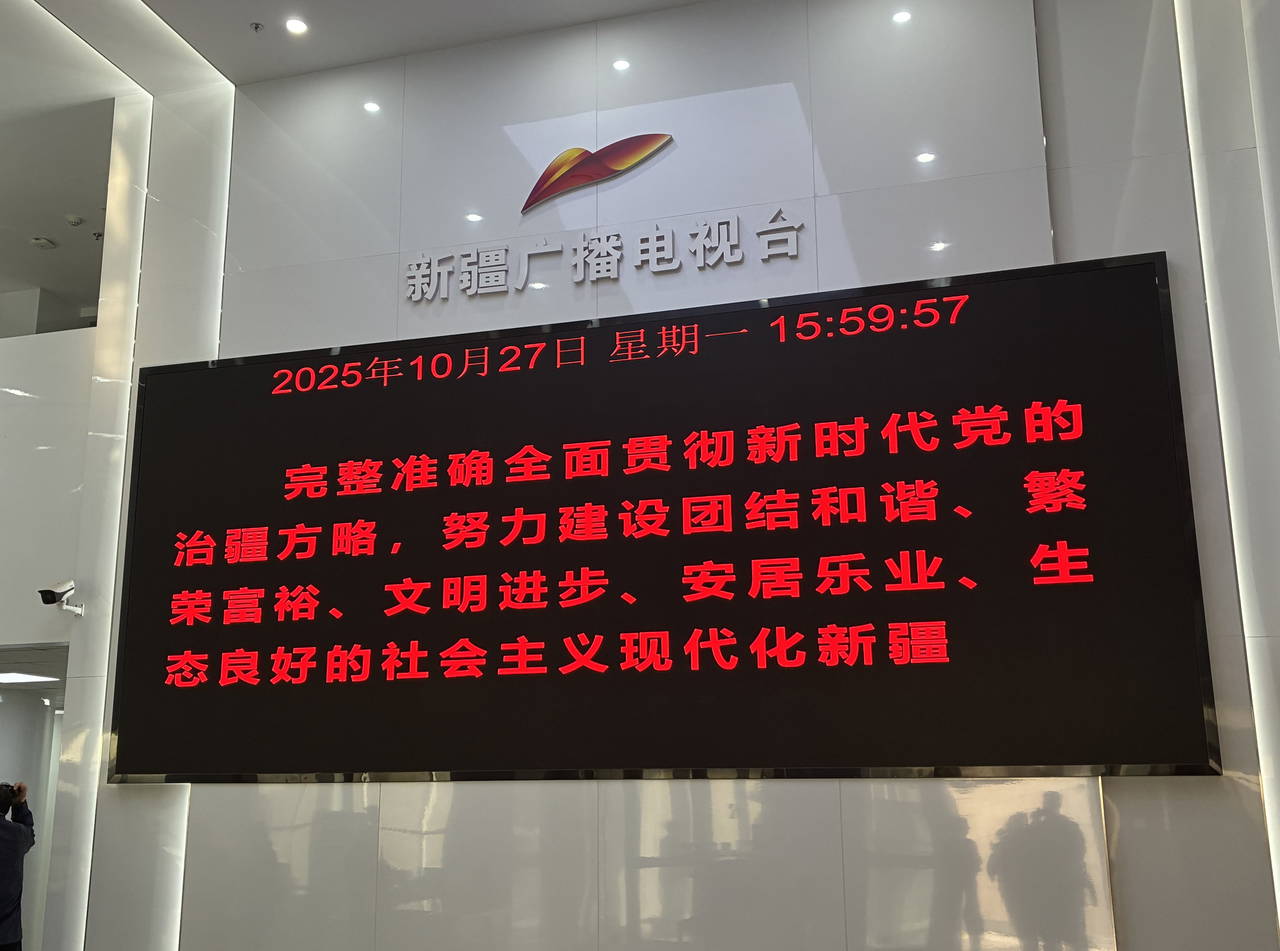 新疆广播电视台
2025年10月27日 星期一 15:59:57
完整准确全面贯彻新时代党的
治疆方略，努力建设团结和谐、繁
荣富裕、文明进步、安居乐业、生
态良好的社会主义现代化新疆